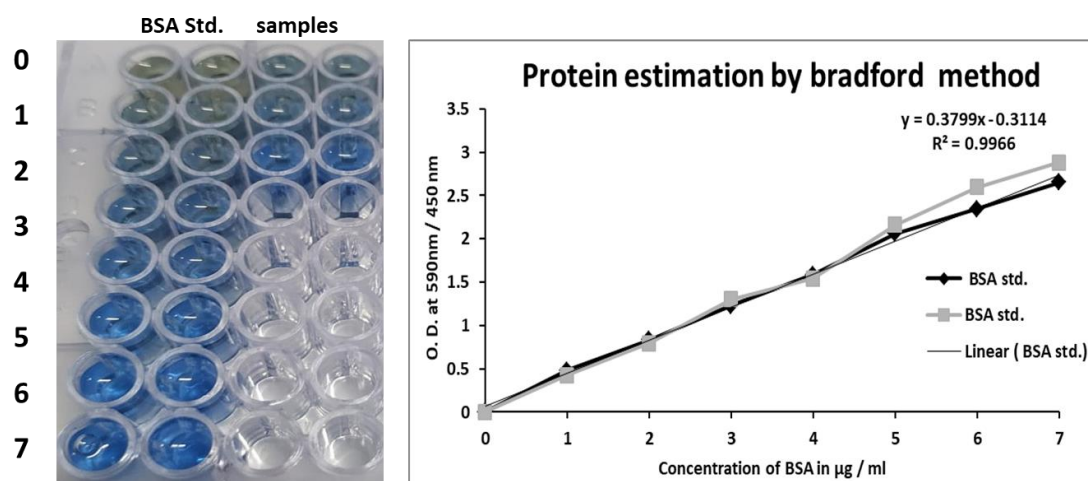 BSA Std. samples
0
1
2
3
4
5
6
7
Protein estimation by bradford method
y = 0.3799x - 0.3114
R² = 0.9966
3.5
3
2.5
2
1.5
1
0.5
0
O. D. at 590nm / 450 nm
BSA std.
BSA std.
Linear ( BSA std.)
0 1 2 3 4 5 6 7
Concentration of BSA in µg / ml